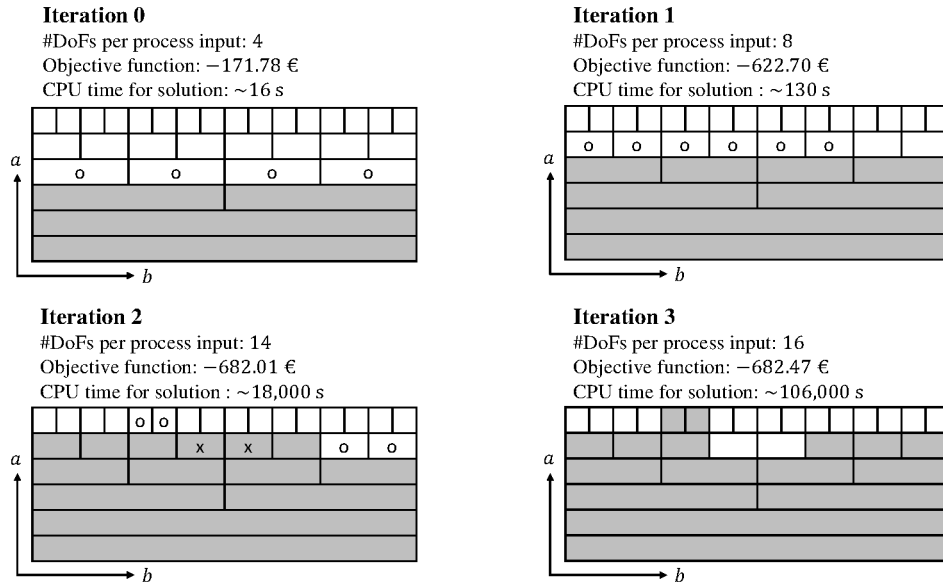 Iteration 0
#DoFs per process input: 4
Objective function: −171.78 €
CPU time for solution: ~16 s
a
o o o o
b
Iteration 1
#DoFs per process input: 8
Objective function: −622.70 €
CPU time for solution : ~130 s
a
o o o o o o
b
Iteration 2
#DoFs per process input: 14
Objective function: −682.01 €
CPU time for solution : ~18,000 s
o o
a
x x o o
b
Iteration 3
#DoFs per process input: 16
Objective function: −682.47 €
CPU time for solution: ~106,000 s
a
b